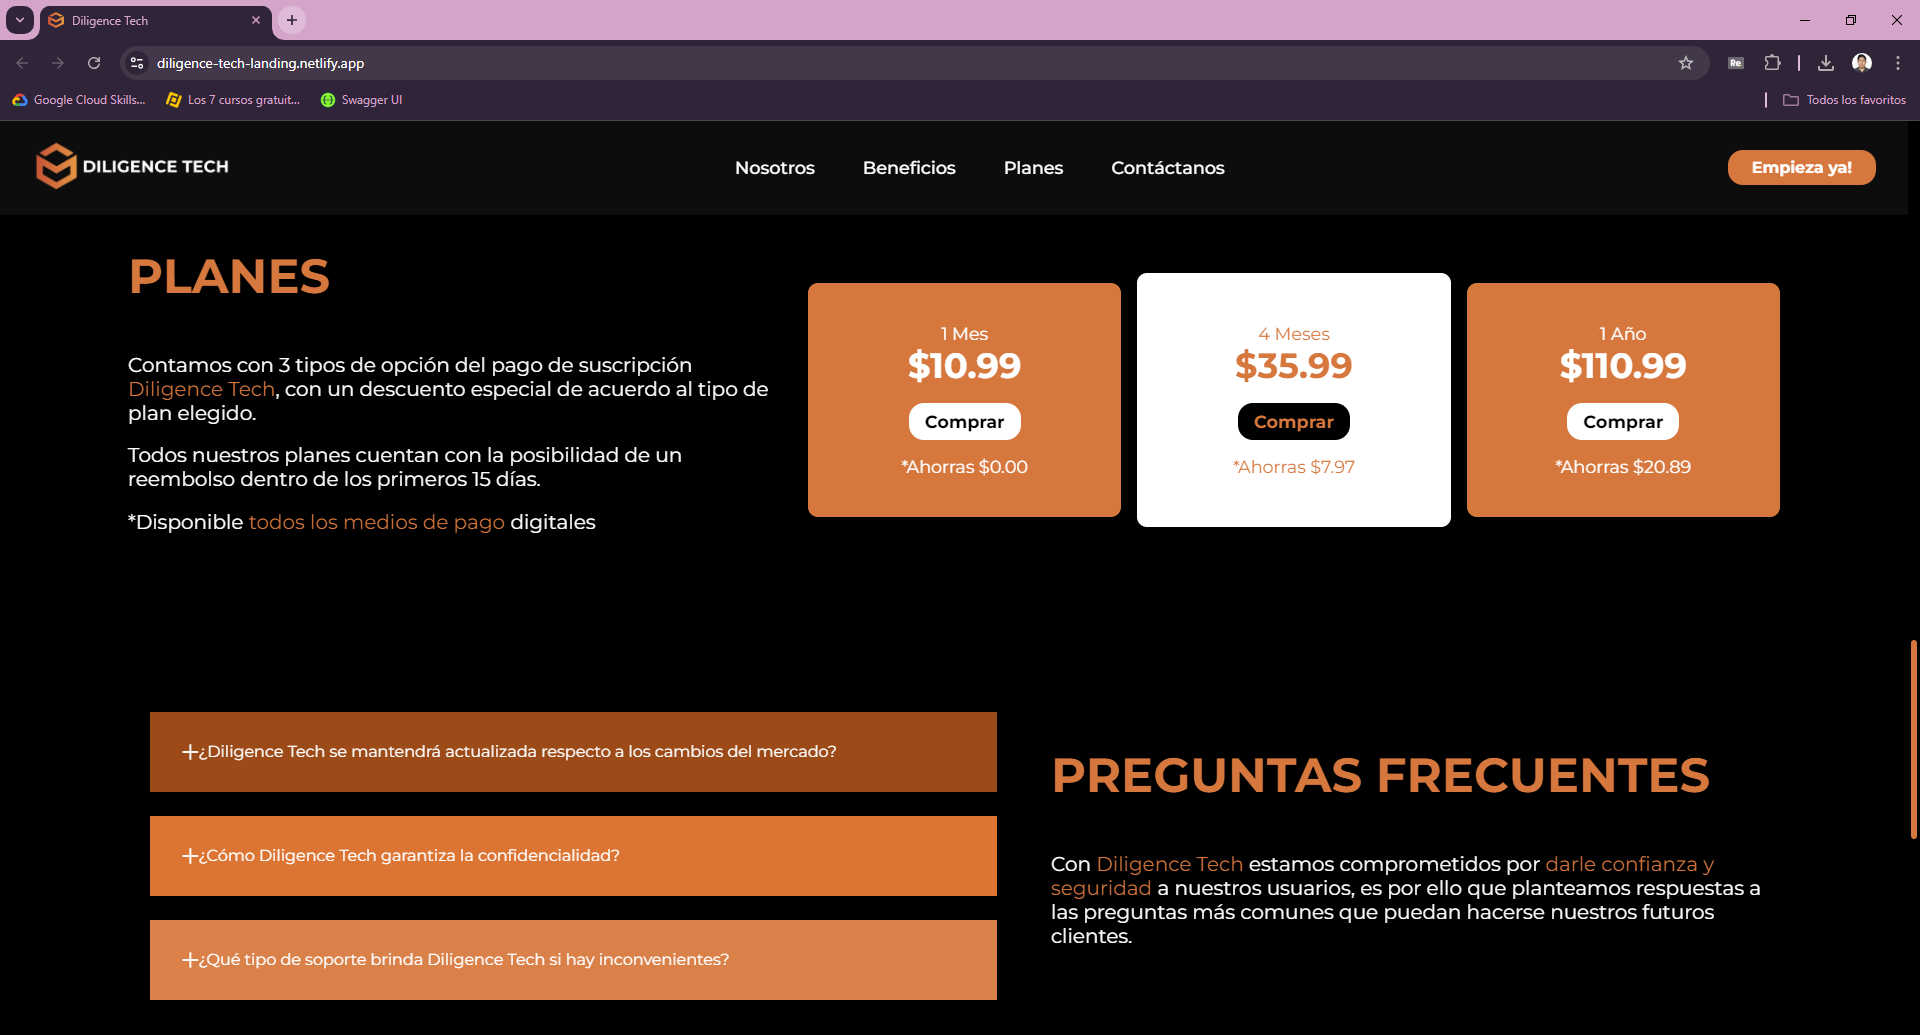 Diligence Tech
diligence-tech-landing.netlify.app
Re
Google Cloud Skills...
Los 7 cursos gratuit...
Swagger UI
Todos los favoritos
DILIGENCE TECH
Nosotros
Beneficios
Planes
Contáctanos
Empieza ya!
PLANES
Contamos con 3 tipos de opción del pago de suscripción
Diligence Tech, con un descuento especial de acuerdo al tipo de
plan elegido.
Todos nuestros planes cuentan con la posibilidad de un
reembolso dentro de los primeros 15 días.
*Disponible todos los medios de pago digitales
1 Mes
$10.99
Comprar
*Ahorras $0.00
4 Meses
$35.99
Comprar
*Ahorras $7.97
1 Año
$110.99
Comprar
*Ahorras $20.89
+¿Diligence Tech se mantendrá actualizada respecto a los cambios del mercado?
+¿Cómo Diligence Tech garantiza la confidencialidad?
+¿Qué tipo de soporte brinda Diligence Tech si hay inconvenientes?
PREGUNTAS FRECUENTES
Con Diligence Tech estamos comprometidos por darle confianza y
seguridad a nuestros usuarios, es por ello que planteamos respuestas a
las preguntas más comunes que puedan hacerse nuestros futuros
clientes.